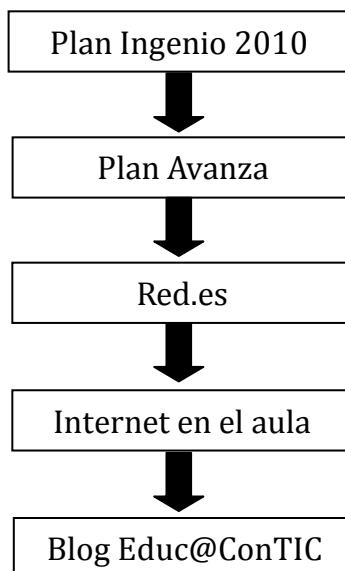 Plan Ingenio 2010
Plan Avanza
Red.es
Internet en el aula
Blog Educ@ConTIC